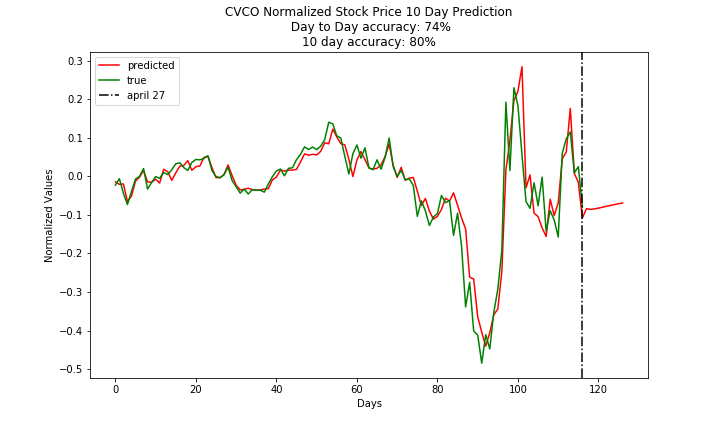 CVCO Normalized Stock Price 10 Day Prediction
Day to Day accuracy: 74%
10 day accuracy: 80%
predicted
true
april 27
Normalized Values
0.3
0.2
0.1
0.0
−0.1
−0.2
−0.3
−0.4
−0.5
0 20 40 60 80 100 120
Days